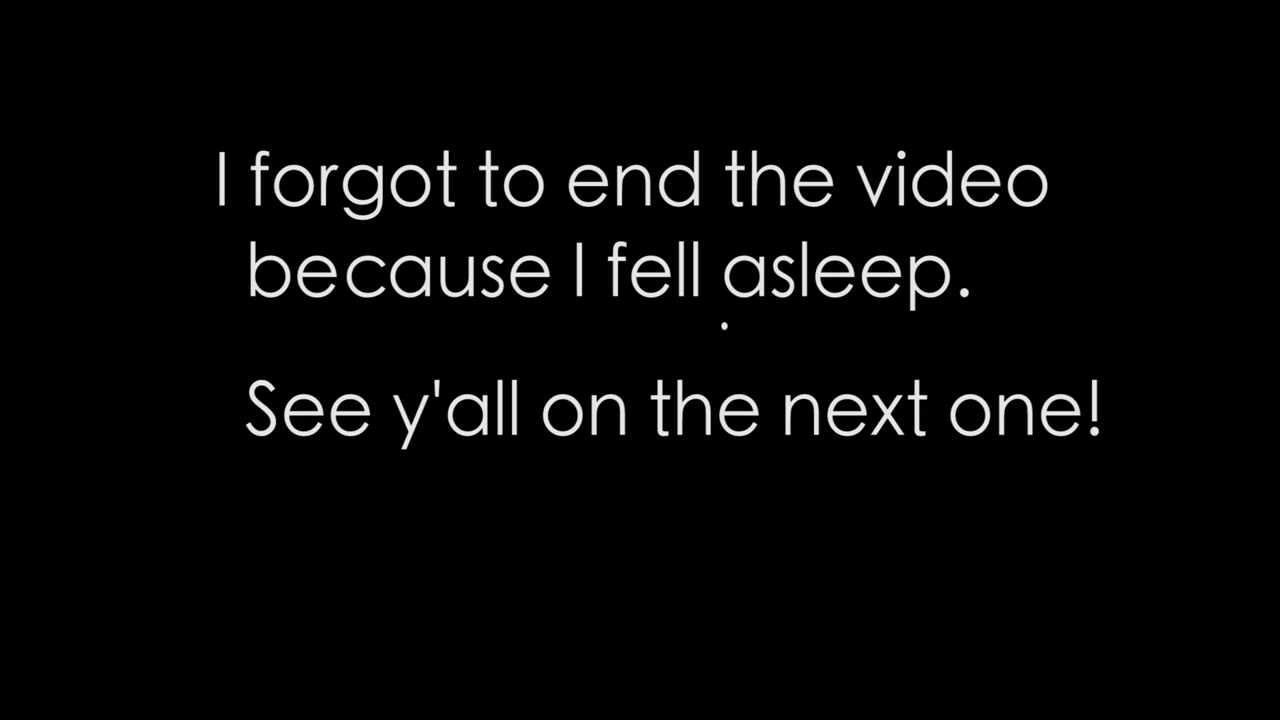 I forgot to end the video
because I fell asleep.
.
See y'all on the next one!